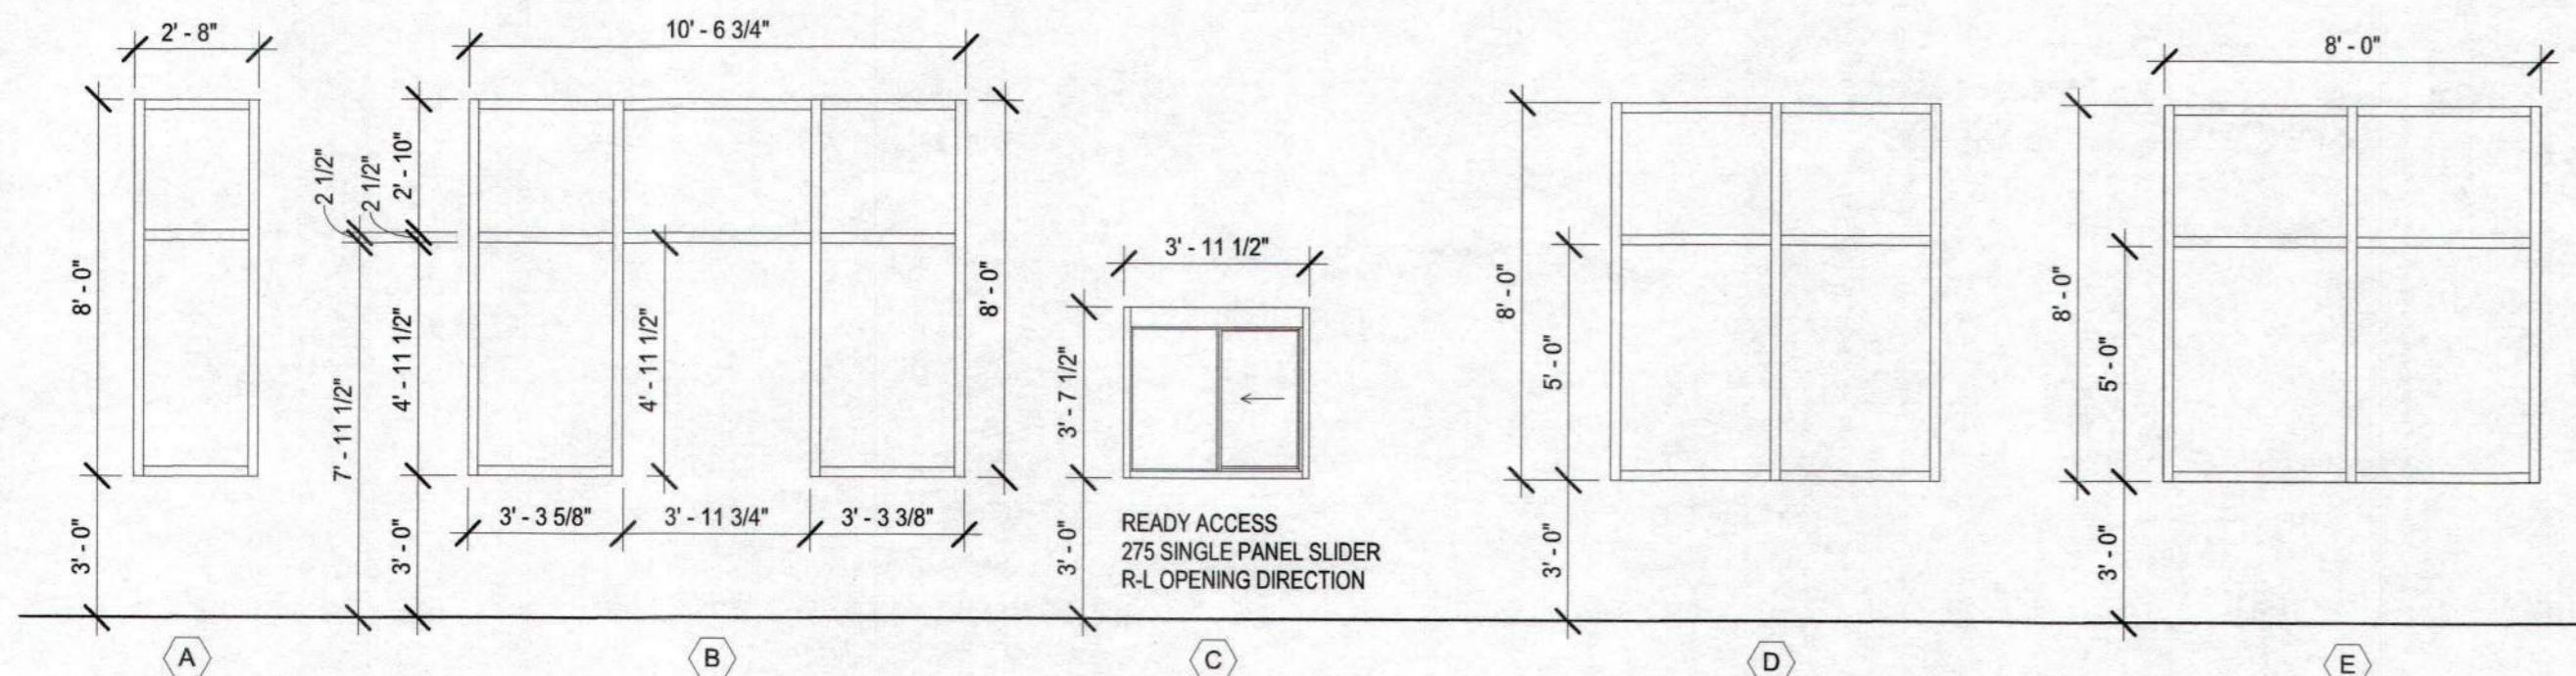 2' - 8"
8' - 0"
3' - 0"
A
10' - 6 3/4"
2 1/2"
2 1/2"
2' - 10"
7' - 11 1/2"
4' - 11 1/2"
3' - 0"
4' - 11 1/2"
8' - 0"
3' - 3 5/8"
3' - 11 3/4"
3' - 3 3/8"
B
3' - 11 1/2"
3' - 7 1/2"
3' - 0"
READY ACCESS
275 SINGLE PANEL SLIDER
R-L OPENING DIRECTION
C
8' - 0"
5' - 0"
3' - 0"
D
8' - 0"
8' - 0"
5' - 0"
3' - 0"
E